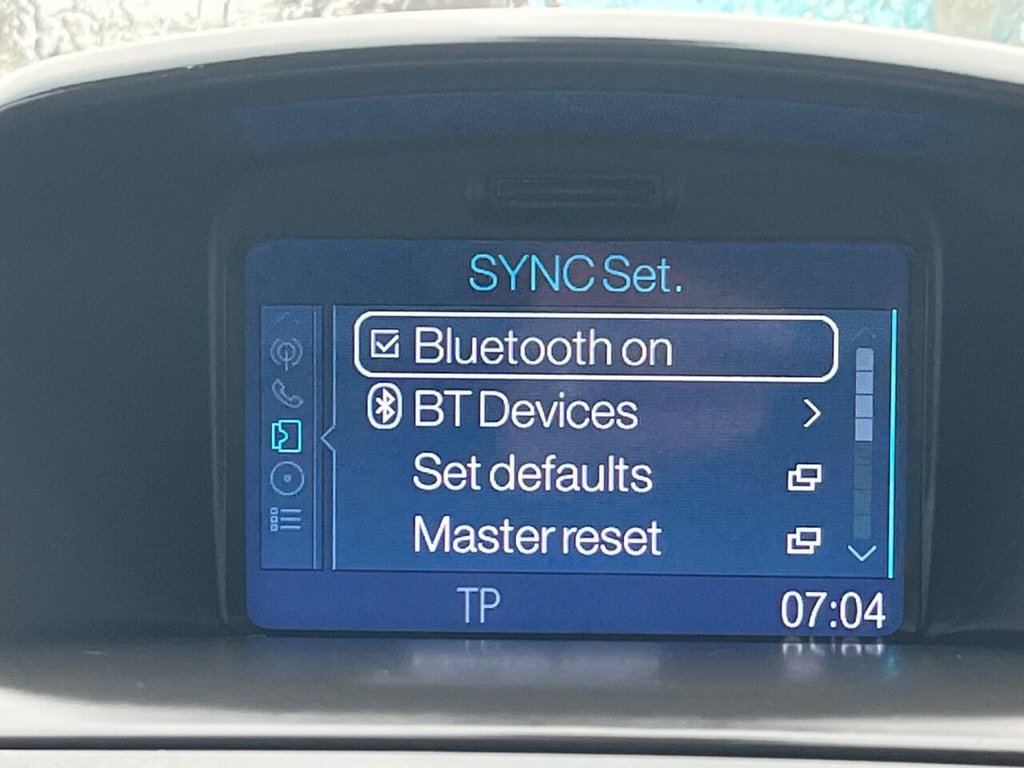 SYNC Set.
Bluetooth on
BT Devices
Set defaults
Master reset
TP 07:04